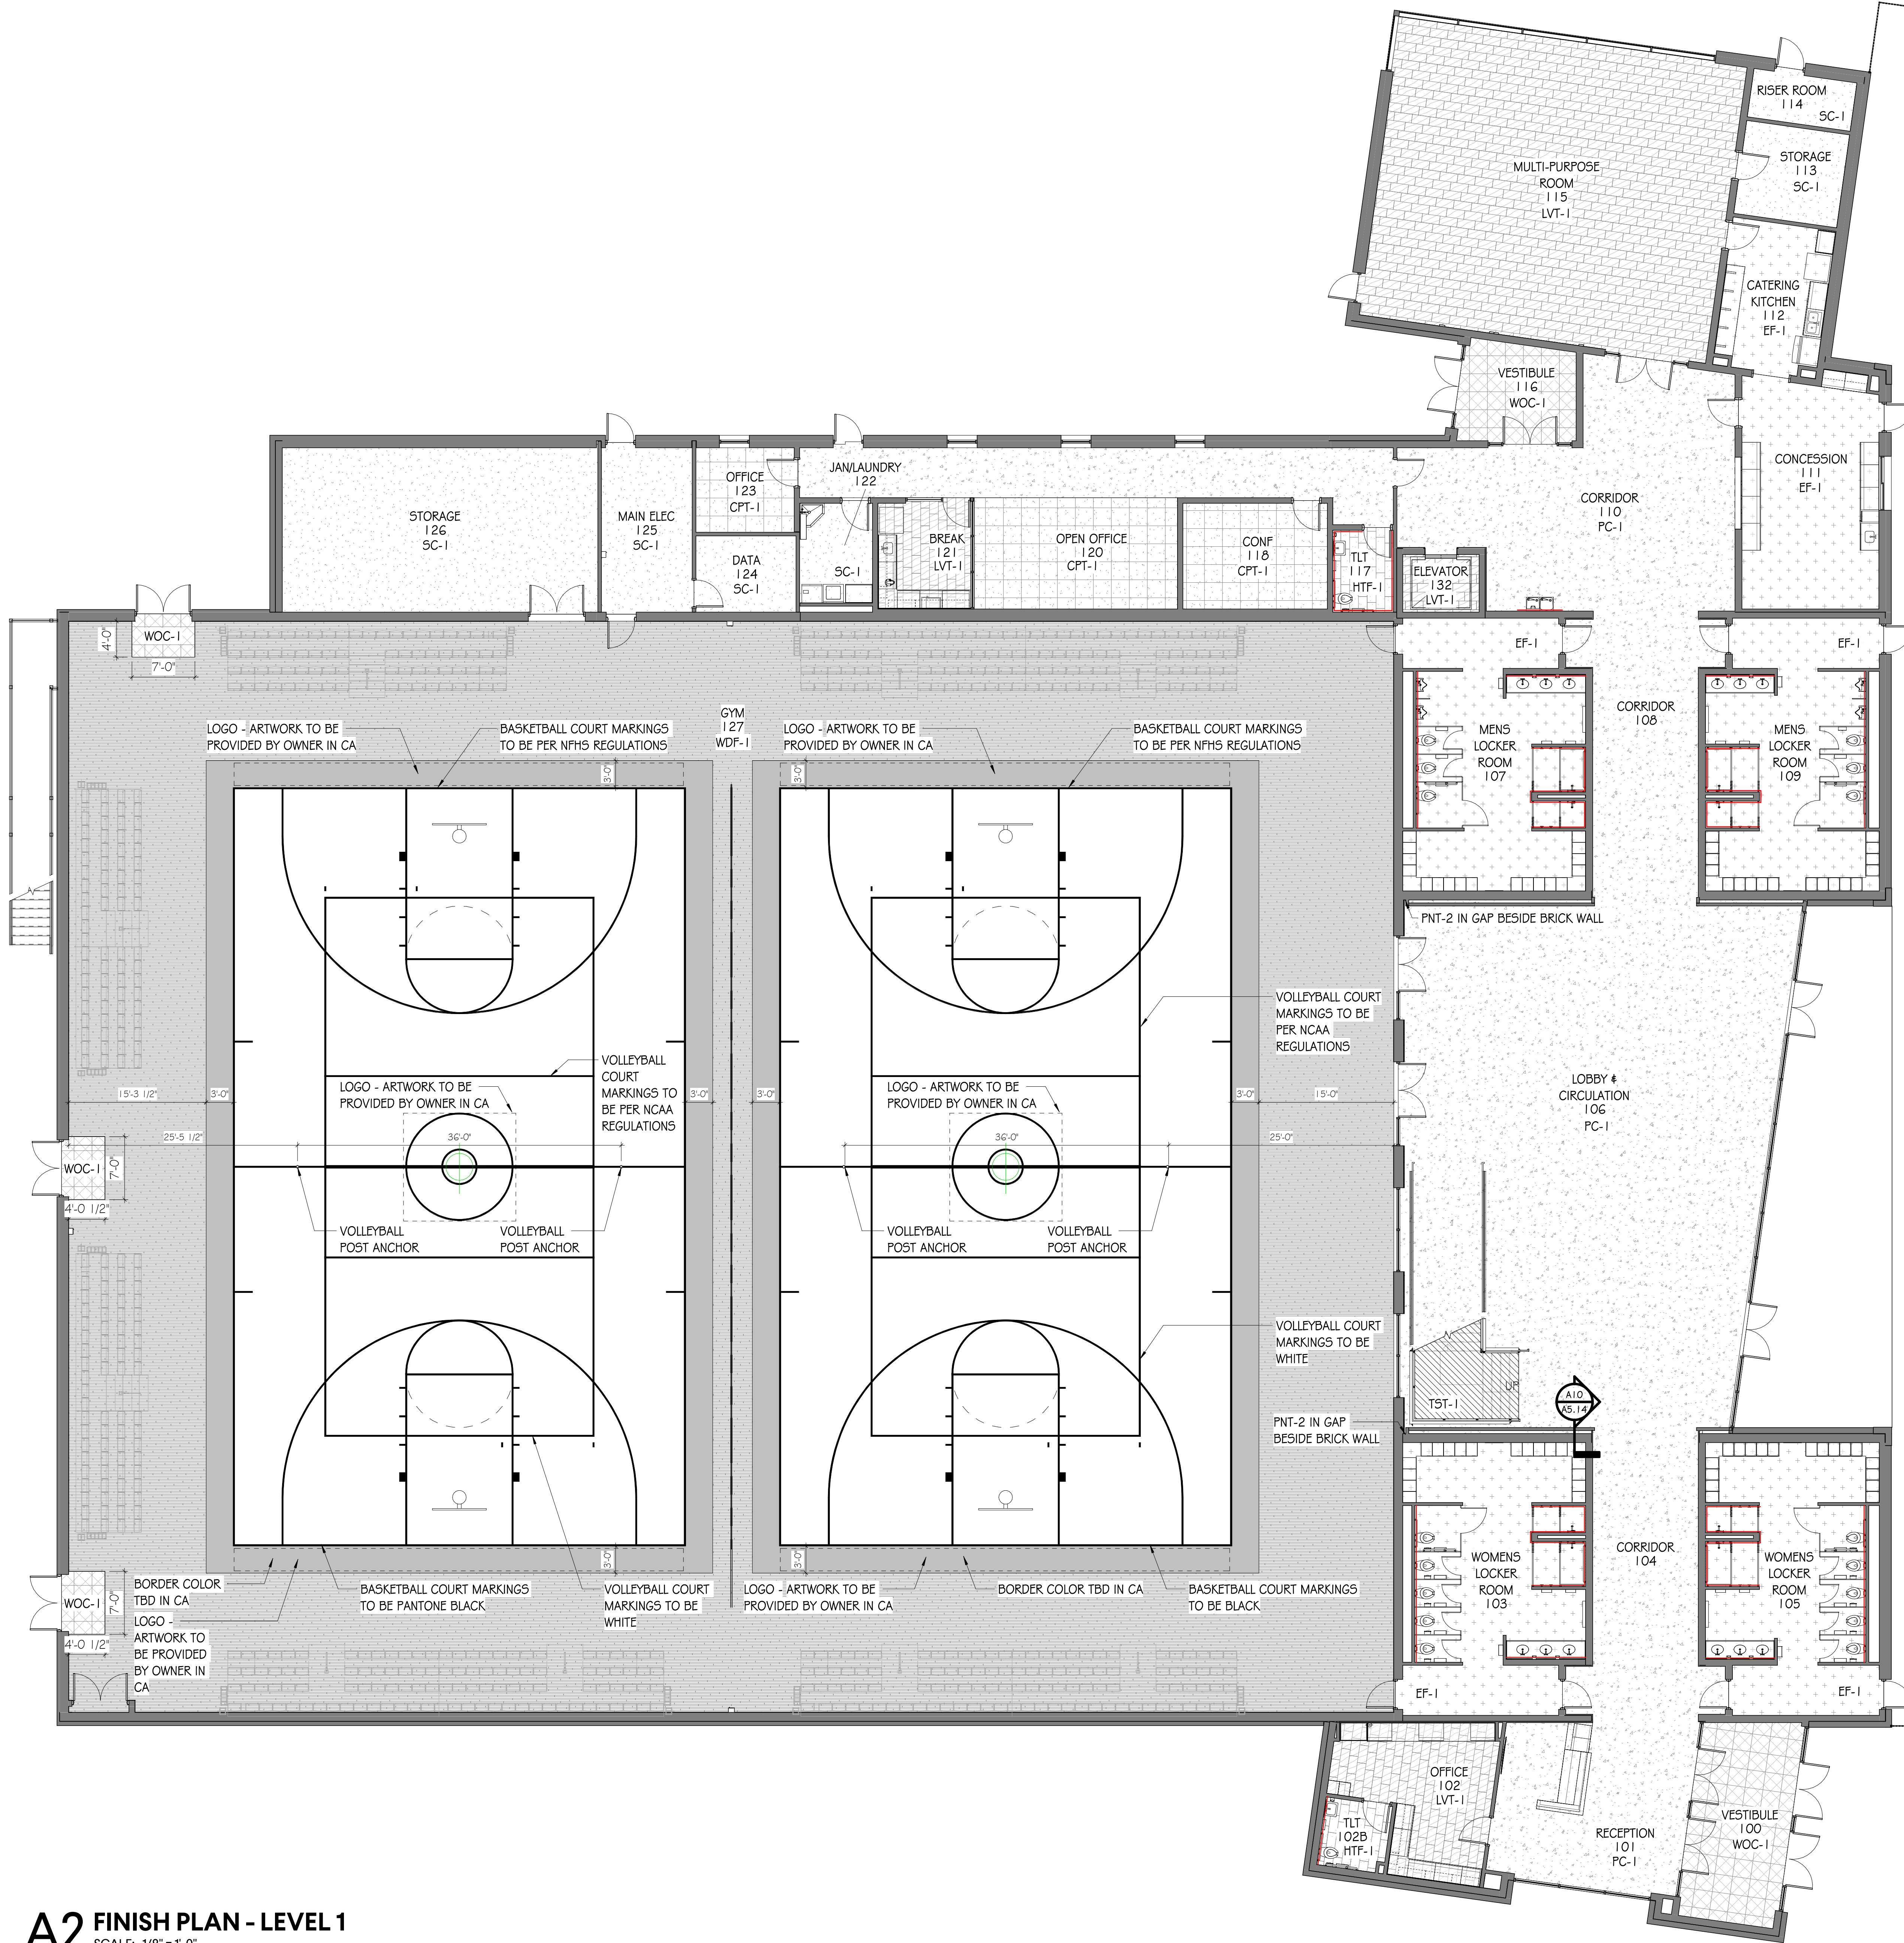 RISER ROOM
114
SC-1
STORAGE
113
SC-1
MULTI-PURPOSE
ROOM
115
LVT-1
CATERING
KITCHEN
112
EF-1
VESTIBULE
116
WOC-1
CONCESSION
111
EF-1
CORRIDOR
110
PC-1
JAN/LAUNDRY
122
SC-1
OFFICE
123
CPT-1
STORAGE
126
SC-1
MAIN ELEC
125
SC-1
DATA
124
SC-1
BREAK
121
LVT-1
OPEN OFFICE
120
CPT-1
CONF
118
CPT-1
TLT
117
HTF-1
ELEVATOR
132
LVT-1
WOC-1
4'-0"
7'-0"
EF-1
EF-1
GYM
127
WDF-1
LOGO - ARTWORK TO BE
PROVIDED BY OWNER IN CA
BASKETBALL COURT MARKINGS
TO BE PER NFHS REGULATIONS
LOGO - ARTWORK TO BE
PROVIDED BY OWNER IN CA
BASKETBALL COURT MARKINGS
TO BE PER NFHS REGULATIONS
3'-0"
3'-0"
CORRIDOR
108
MENS
LOCKER
ROOM
107
MENS
LOCKER
ROOM
109
PNT-2 IN GAP BESIDE BRICK WALL
VOLLEYBALL COURT
MARKINGS TO BE
PER NCAA
REGULATIONS
VOLLEYBALL
COURT
MARKINGS TO
BE PER NCAA
REGULATIONS
LOGO - ARTWORK TO BE
PROVIDED BY OWNER IN CA
LOGO - ARTWORK TO BE
PROVIDED BY OWNER IN CA
LOBBY &
CIRCULATION
106
PC-1
15'-3 1/2"
3'-0"
3'-0"
3'-0"
3'-0"
15'-0"
25'-5 1/2"
36'-0"
36'-0"
25'-0"
WOC-1
7'-0"
4'-0 1/2"
VOLLEYBALL
POST ANCHOR
VOLLEYBALL
POST ANCHOR
VOLLEYBALL
POST ANCHOR
VOLLEYBALL
POST ANCHOR
VOLLEYBALL COURT
MARKINGS TO BE
WHITE
UP
TST-1
A10
A5.14
PNT-2 IN GAP
BESIDE BRICK WALL
3'-0"
3'-0"
WOC-1
7'-0"
4'-0 1/2"
BORDER COLOR
TBD IN CA
LOGO -
ARTWORK TO
BE PROVIDED
BY OWNER IN
CA
BASKETBALL COURT MARKINGS
TO BE PANTONE BLACK
VOLLEYBALL COURT
MARKINGS TO BE
WHITE
LOGO - ARTWORK TO BE
PROVIDED BY OWNER IN CA
BORDER COLOR TBD IN CA
BASKETBALL COURT MARKINGS
TO BE BLACK
CORRIDOR
104
WOMENS
LOCKER
ROOM
103
WOMENS
LOCKER
ROOM
105
EF-1
EF-1
OFFICE
102
LVT-1
TLT
102B
HTF-1
RECEPTION
101
PC-1
VESTIBULE
100
WOC-1
A2 FINISH PLAN - LEVEL 1
SCALE: 1/8" = 1'-0"